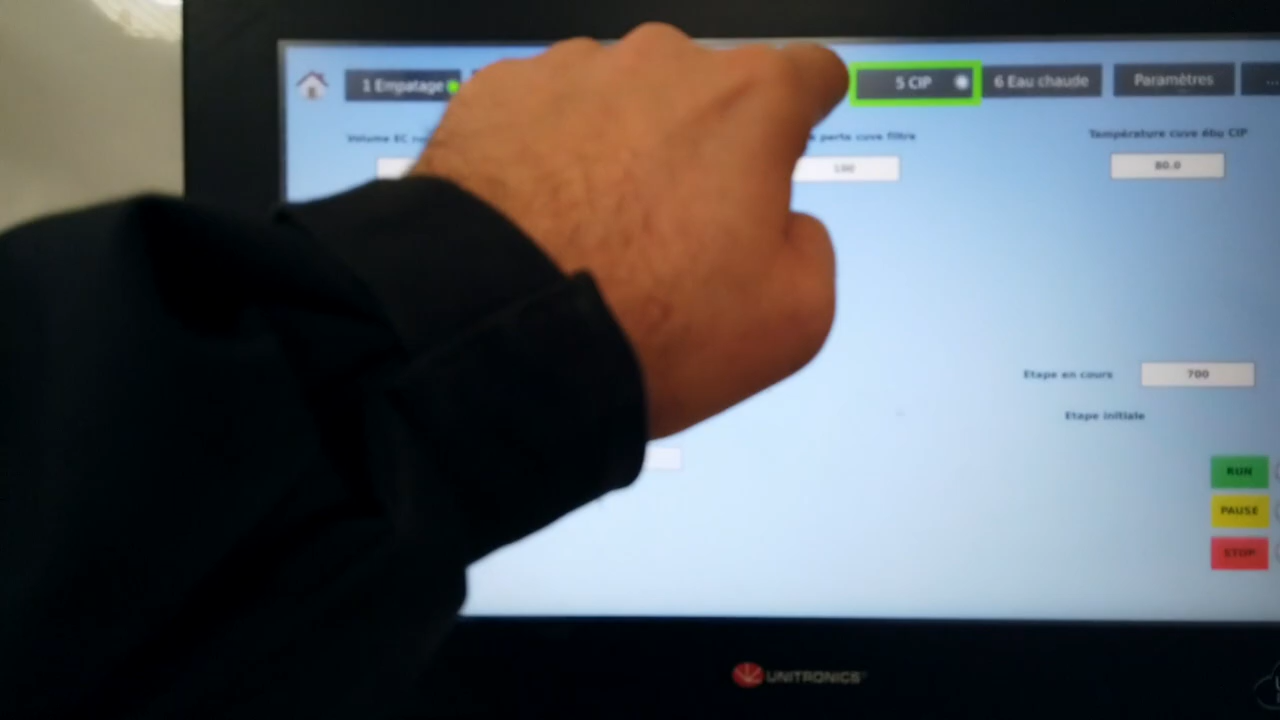 1 Empatage
5 CIP
6 Eau chaude
Paramètres
...
Volume EC
perte cuve filtre
Température cuve ébu CIP
100
80.0
Etape en cours
700
Etape initiale
RUN
PAUSE
STOP
UNITRONICS